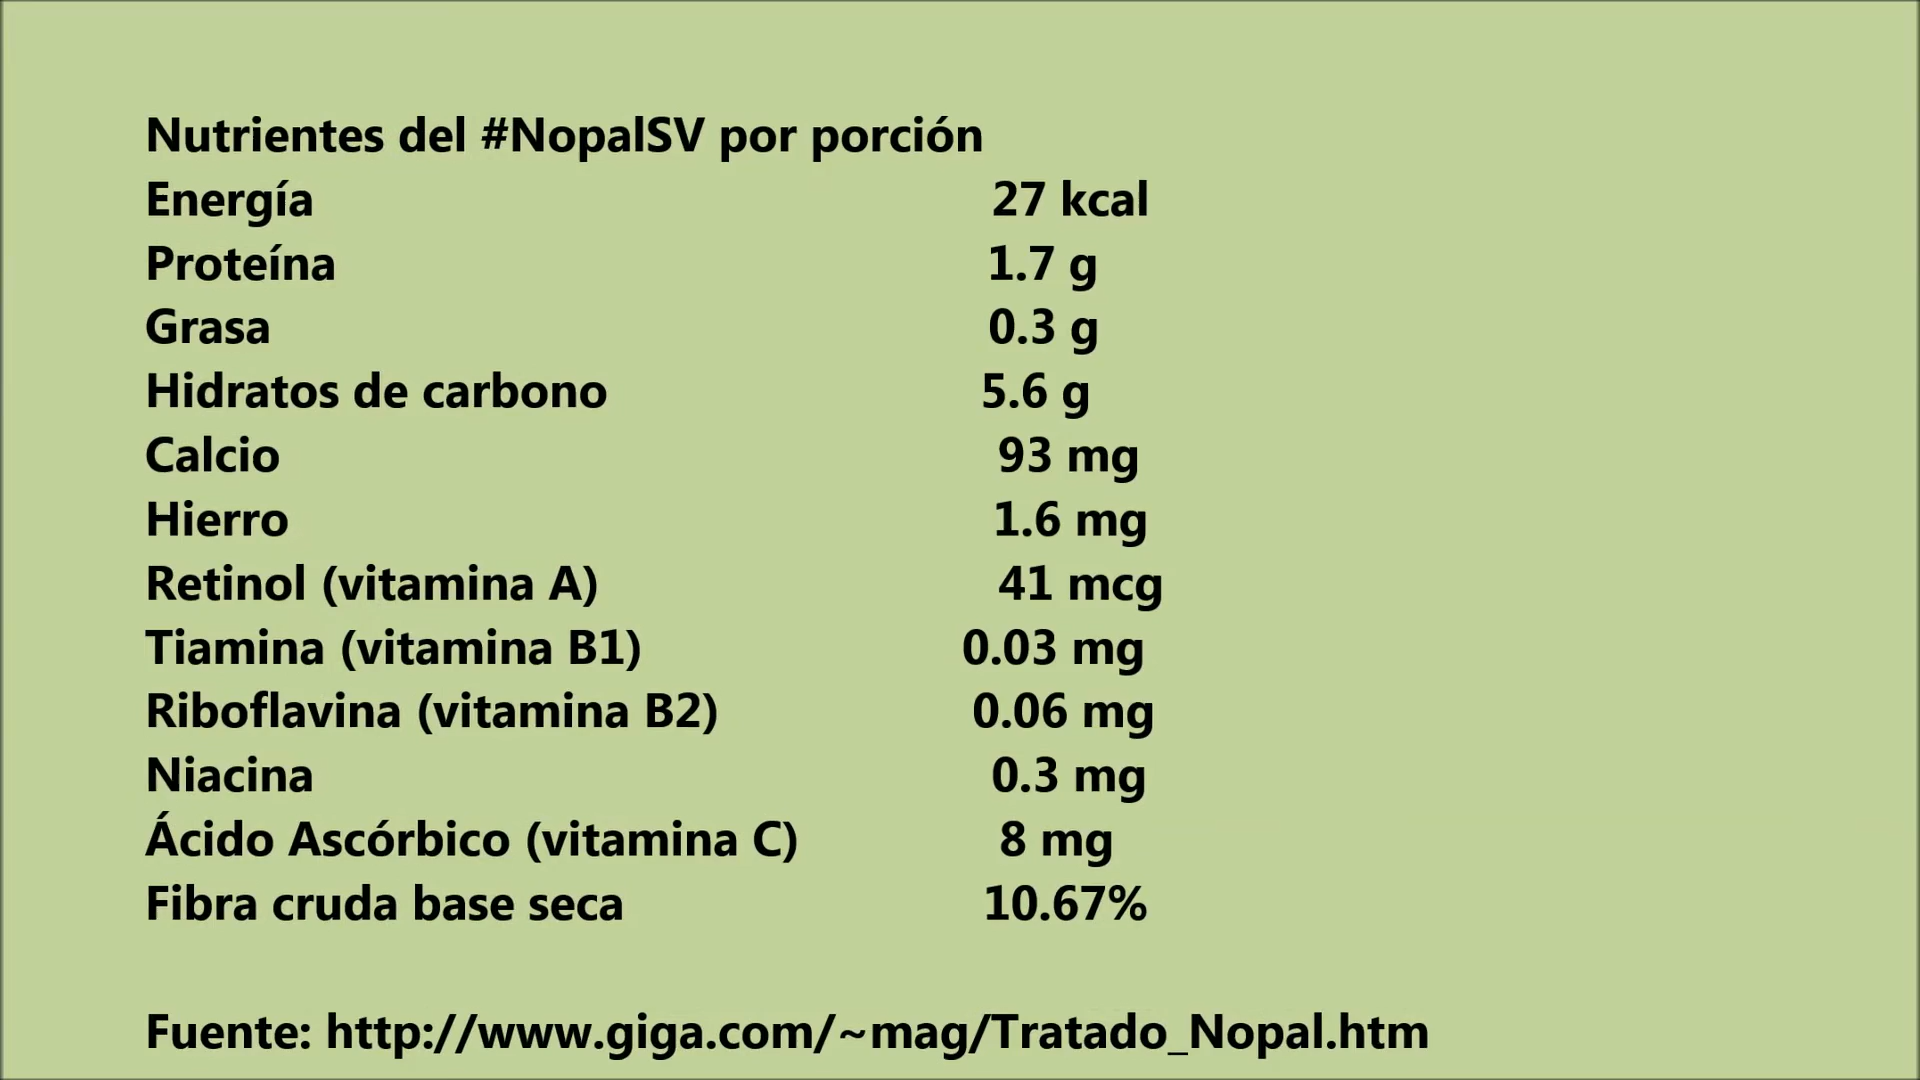 Nutrientes del #NopalSV por porción
Energía 27 kcal
Proteína 1.7 g
Grasa 0.3 g
Hidratos de carbono 5.6 g
Calcio 93 mg
Hierro 1.6 mg
Retinol (vitamina A) 41 mcg
Tiamina (vitamina B1) 0.03 mg
Riboflavina (vitamina B2) 0.06 mg
Niacina 0.3 mg
Ácido Ascórbico (vitamina C) 8 mg
Fibra cruda base seca 10.67%
Fuente: http://www.giga.com/~mag/Tratado_Nopal.htm